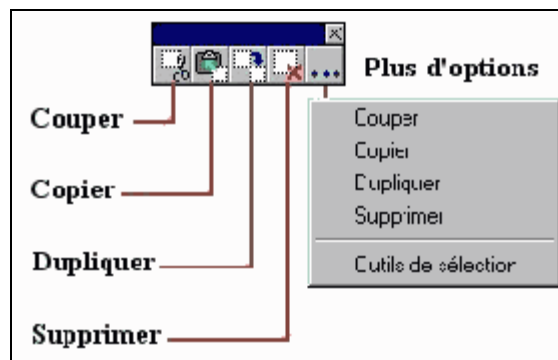 Plus d'options
Couper
Copier
Dupliquer
Supprimer
Couper
Copier
Dupliquer
Supprimer
Outils de sélection